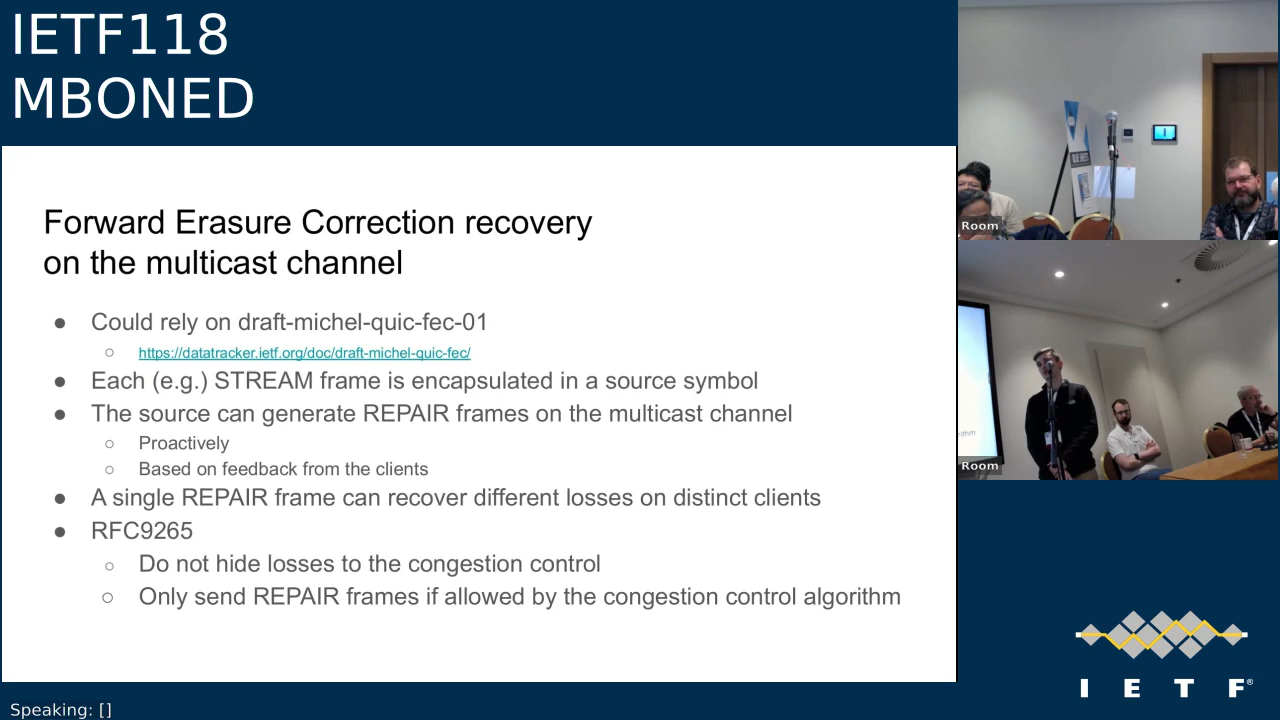 IETF118
MBONED
Forward Erasure Correction recovery
on the multicast channel
● Could rely on draft-michel-quic-fec-01
○ https://datatracker.ietf.org/doc/draft-michel-quic-fec/
● Each (e.g.) STREAM frame is encapsulated in a source symbol
● The source can generate REPAIR frames on the multicast channel
○ Proactively
○ Based on feedback from the clients
● A single REPAIR frame can recover different losses on distinct clients
● RFC9265
○ Do not hide losses to the congestion control
○ Only send REPAIR frames if allowed by the congestion control algorithm
Room
Room
I E T F®
Speaking: []